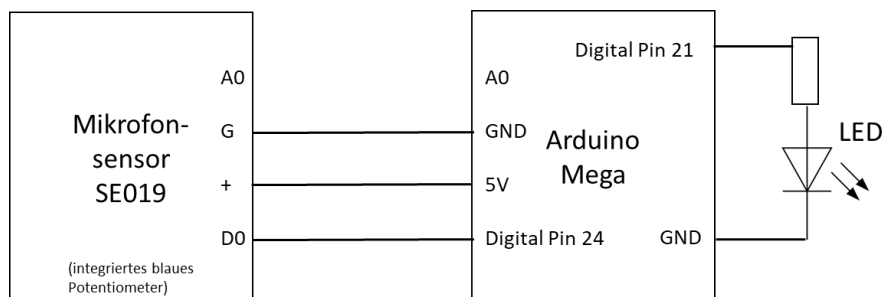 Mikrofon-
sensor
SE019
(integriertes blaues
Potentiometer)
A0
G
+
D0
A0
GND
5V
Digital Pin 24
Arduino
Mega
Digital Pin 21
GND
LED